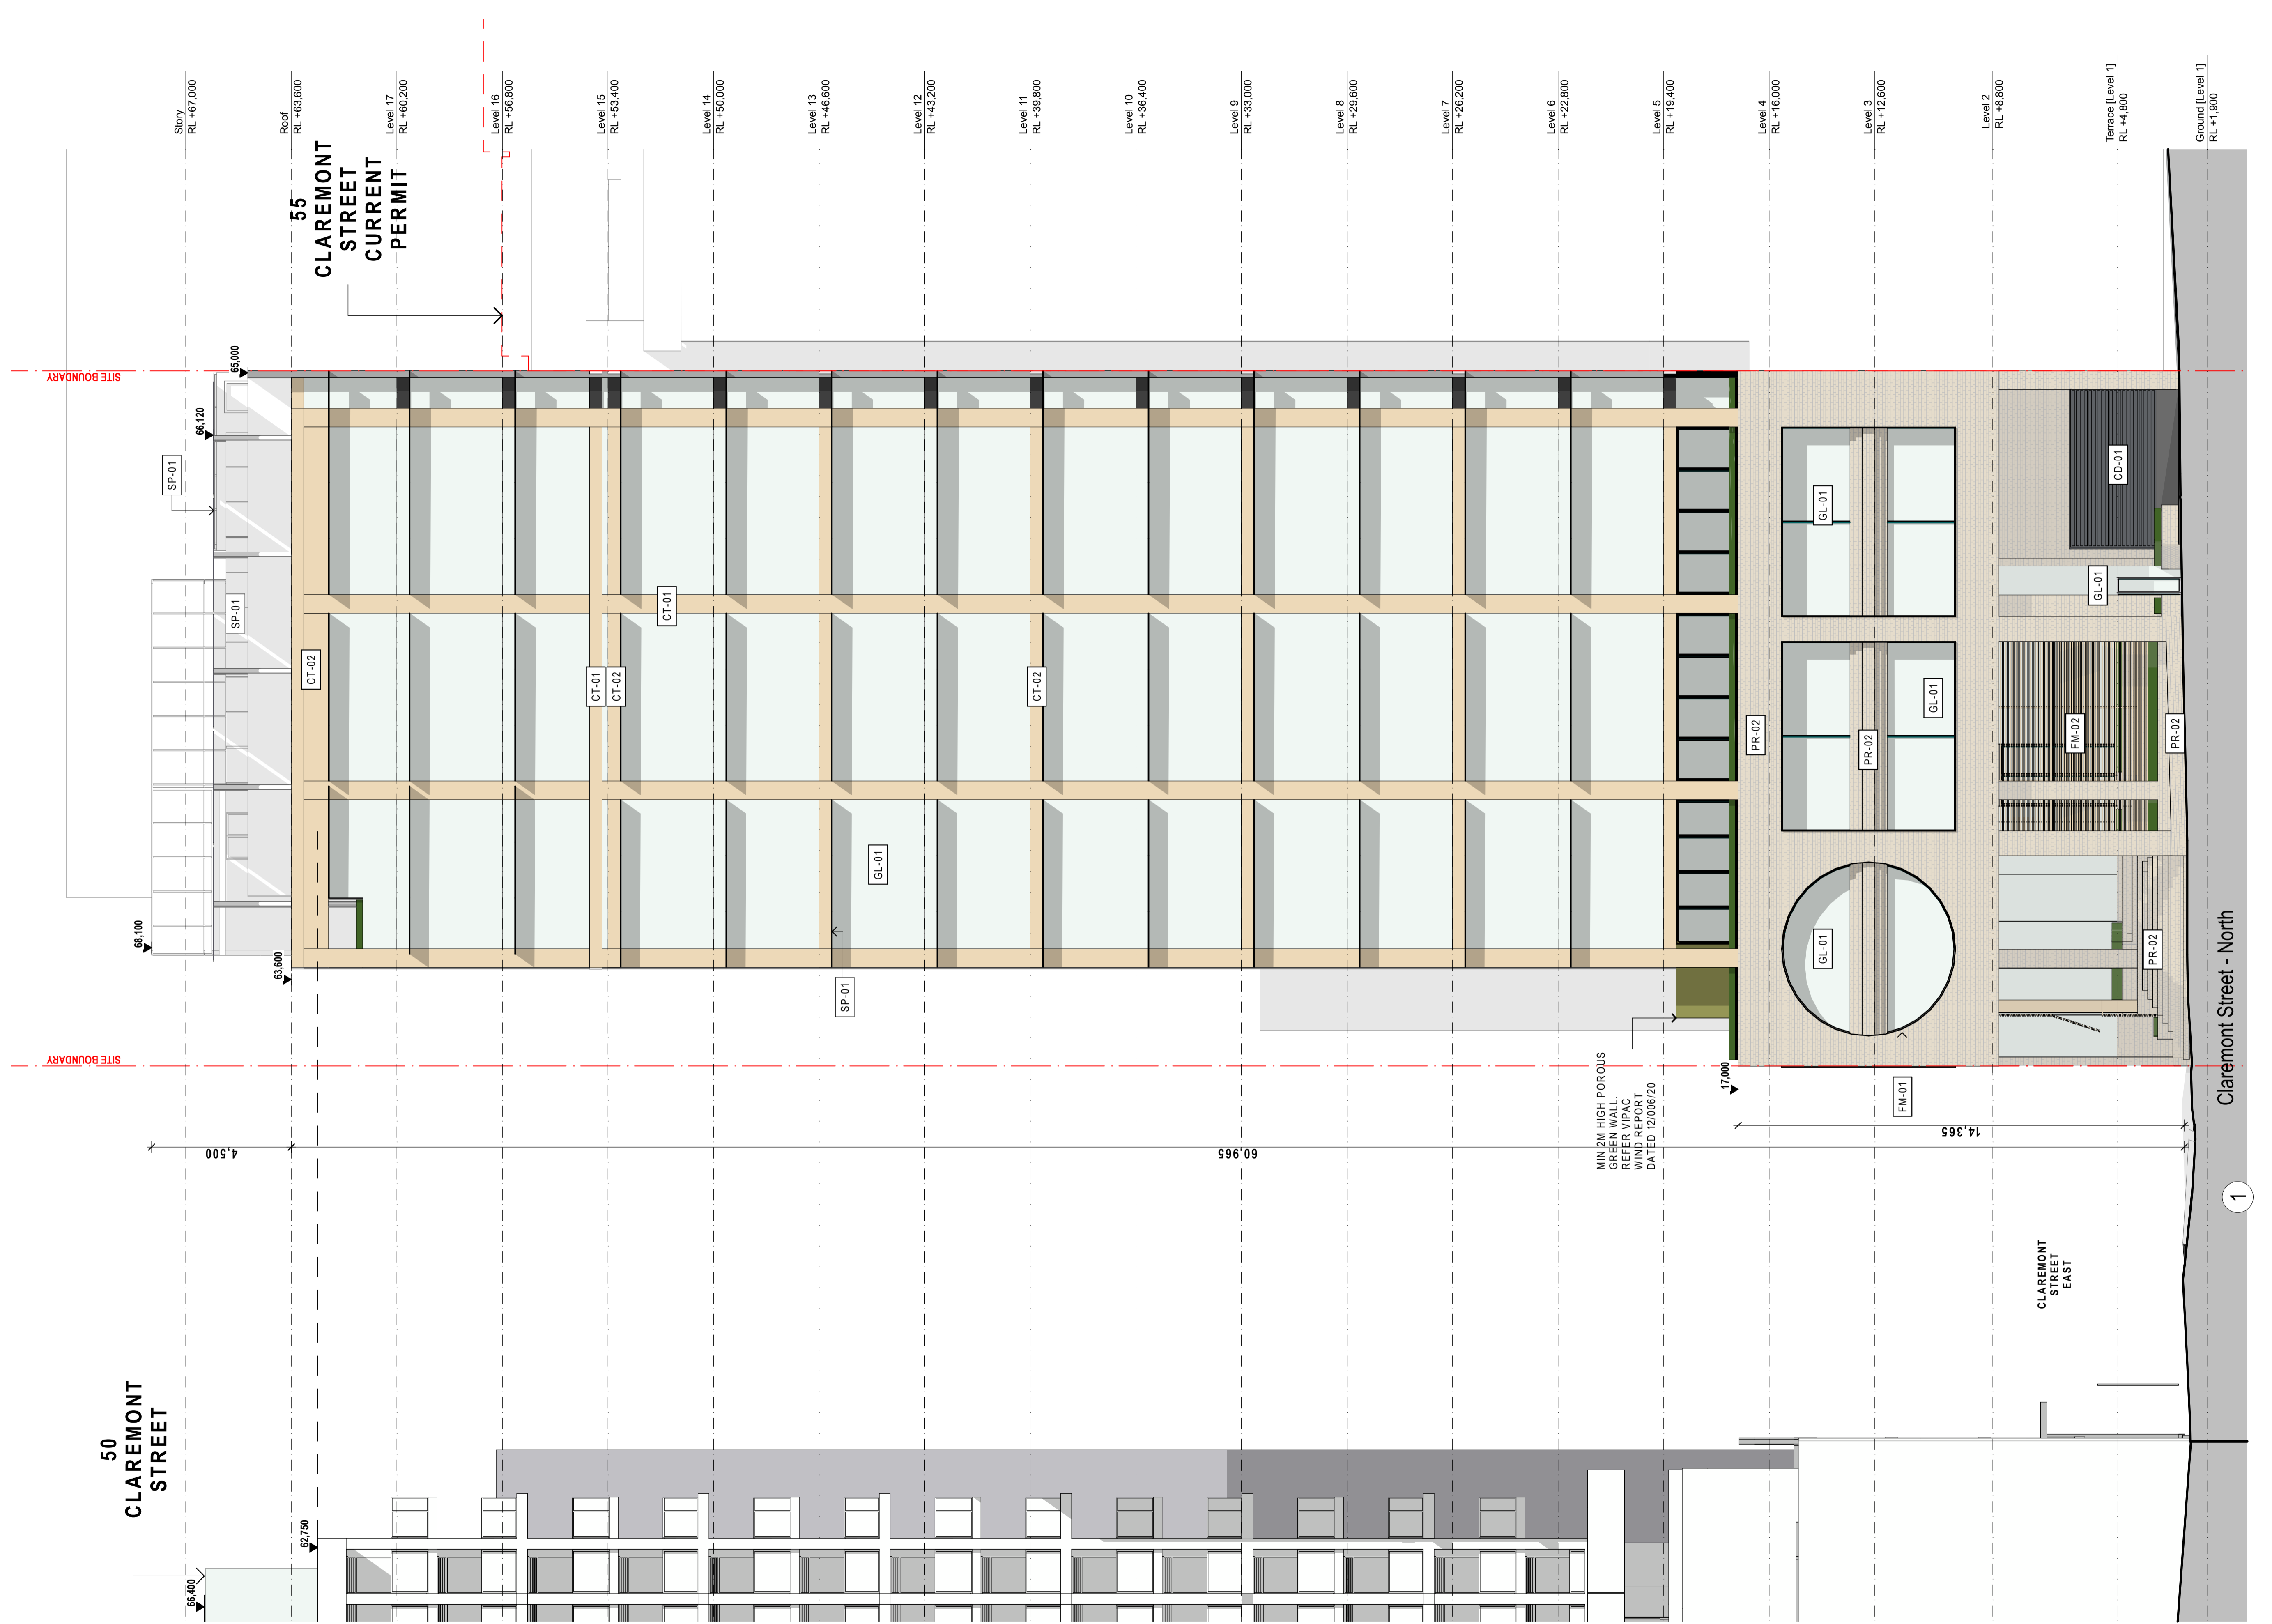 50
CLAREMONT
STREET
66,400
62,750
4,500
60,965
14,365
SITE BOUNDARY
68,100
63,600
17,000
MIN 2M HIGH POROUS
GREEN WALL.
REFER VIPAC
WIND REPORT
DATED 12/006/20
CLAREMONT
STREET
EAST
1
Claremont Street - North
SP-01
SP-01
66,120
65,000
SITE BOUNDARY
SP-01
CT-02
CT-01
CT-02
CT-01
CT-02
GL-01
PR-02
GL-01
GL-01
PR-02
GL-01
FM-01
GL-01
CD-01
FM-02
PR-02
PR-02
55
CLAREMONT
STREET
CURRENT
PERMIT
Story
RL +67,000
Roof
RL +63,600
Level 17
RL +60,200
Level 16
RL +56,800
Level 15
RL +53,400
Level 14
RL +50,000
Level 13
RL +46,600
Level 12
RL +43,200
Level 11
RL +39,800
Level 10
RL +36,400
Level 9
RL +33,000
Level 8
RL +29,600
Level 7
RL +26,200
Level 6
RL +22,800
Level 5
RL +19,400
Level 4
RL +16,000
Level 3
RL +12,600
Level 2
RL +8,800
Terrace [Level 1]
RL +4,800
Ground [Level 1]
RL +1,900